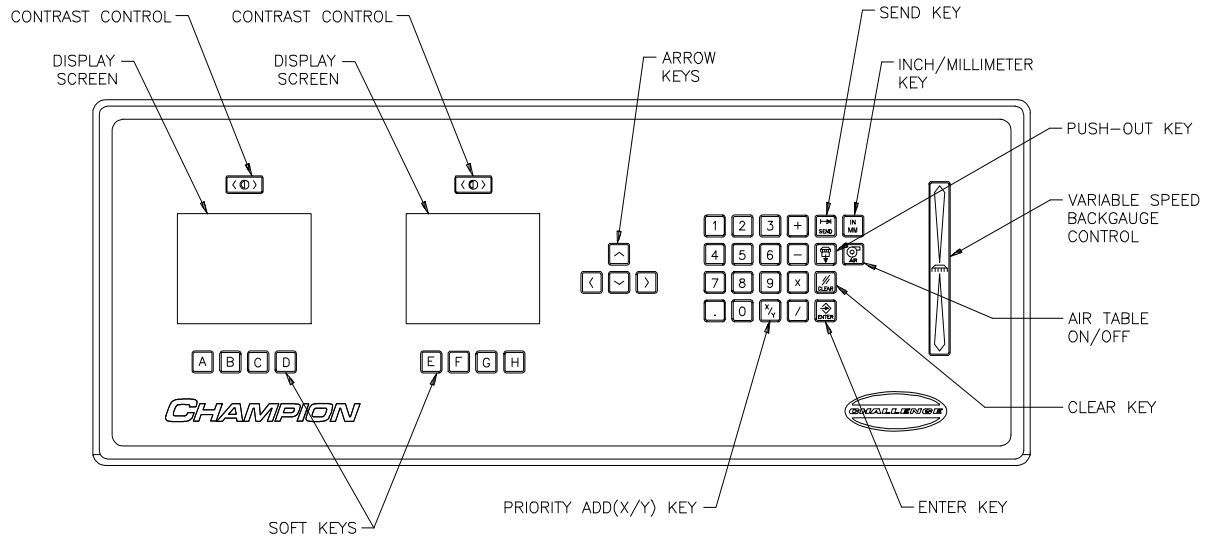 CONTRAST CONTROL
CONTRAST CONTROL
SEND KEY
DISPLAY
SCREEN
DISPLAY
SCREEN
ARROW
KEYS
INCH/MILLIMETER
KEY
PUSH-OUT KEY
VARIABLE SPEED
BACKGAUGE
CONTROL
1 2 3 + SEND IN
MM
4 5 6 − AIR
7 8 9 X CLEAR
. 0 X/Y / ENTER
AIR TABLE
ON/OFF
A B C D
E F G H
CHAMPION
CHALLENGE
CLEAR KEY
PRIORITY ADD(X/Y) KEY
ENTER KEY
SOFT KEYS